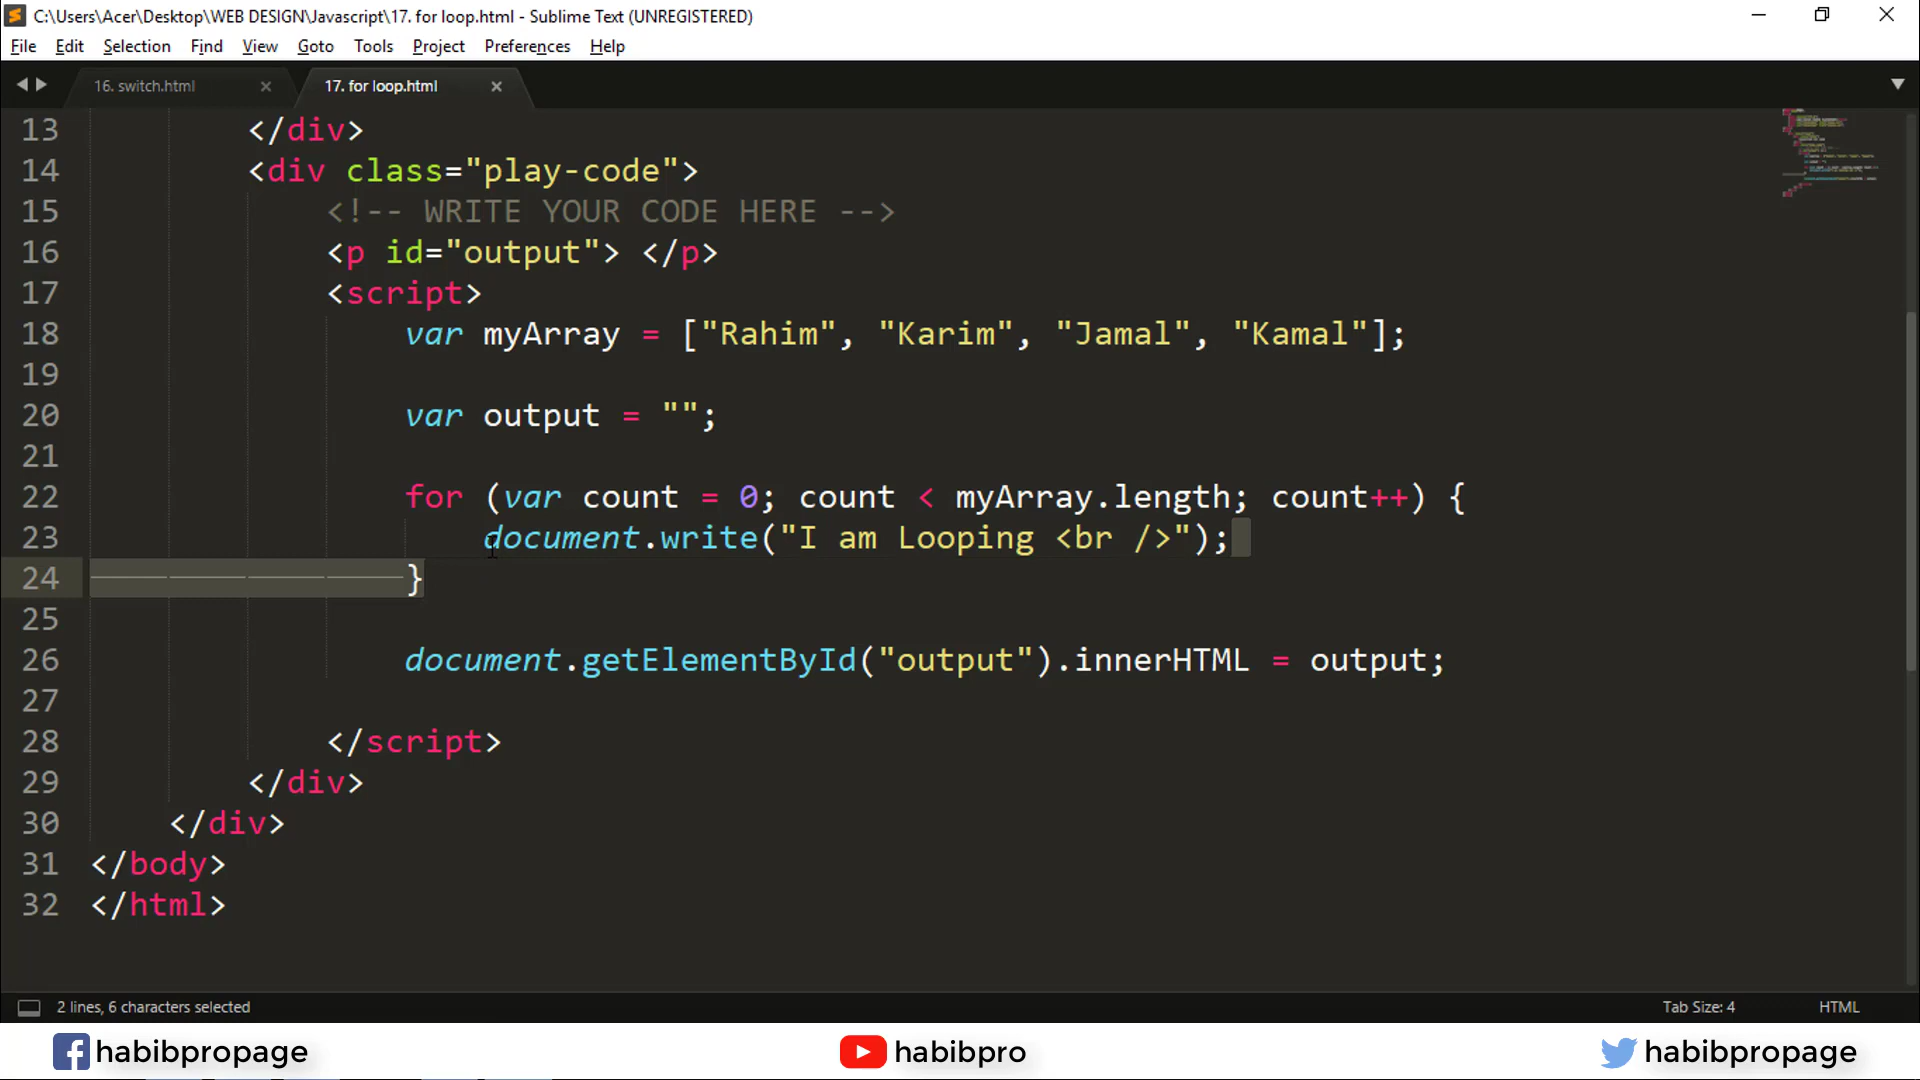 C:\Users\Acer\Desktop\WEB DESIGN\Javascript\17. for loop.html - Sublime Text (UNREGISTERED)
File Edit Selection Find View Goto Tools Project Preferences Help
16. switch.html 17. for loop.html
13 </div>
14 <div class="play-code">
15 <!-- WRITE YOUR CODE HERE -->
16 <p id="output"> </p>
17 <script>
18 var myArray = ["Rahim", "Karim", "Jamal", "Kamal"];
19
20 var output = "";
21
22 for (var count = 0; count < myArray.length; count++) {
23 document.write("I am Looping <br />");
24 }
25
26 document.getElementById("output").innerHTML = output;
27
28 </script>
29 </div>
30 </div>
31 </body>
32 </html>
2 lines, 6 characters selected Tab Size: 4 HTML
habibpropage habibpro habibpropage